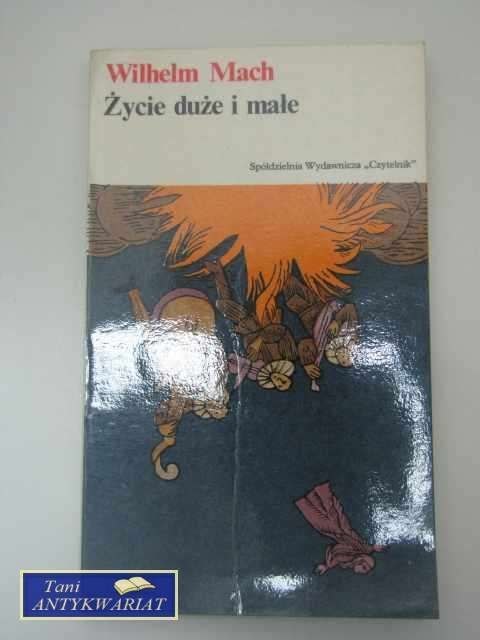 Wilhelm Mach
Życie duże i małe
Spółdzielnia Wydawnicza „Czytelnik”
Tani
ANTYKWARIAT